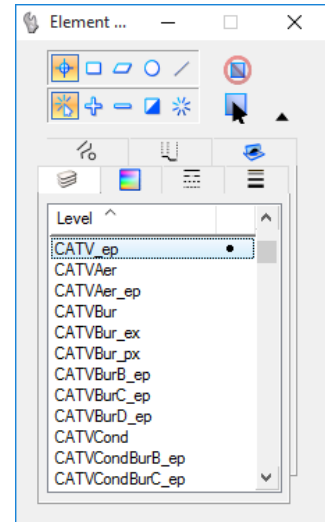 Element ...
Level
CATV_ep
CATVAer
CATVAer_ep
CATVBur
CATVBur_ex
CATVBur_px
CATVBurB_ep
CATVBurC_ep
CATVBurD_ep
CATVCond
CATVCondBurB_ep
CATVCondBurC_ep